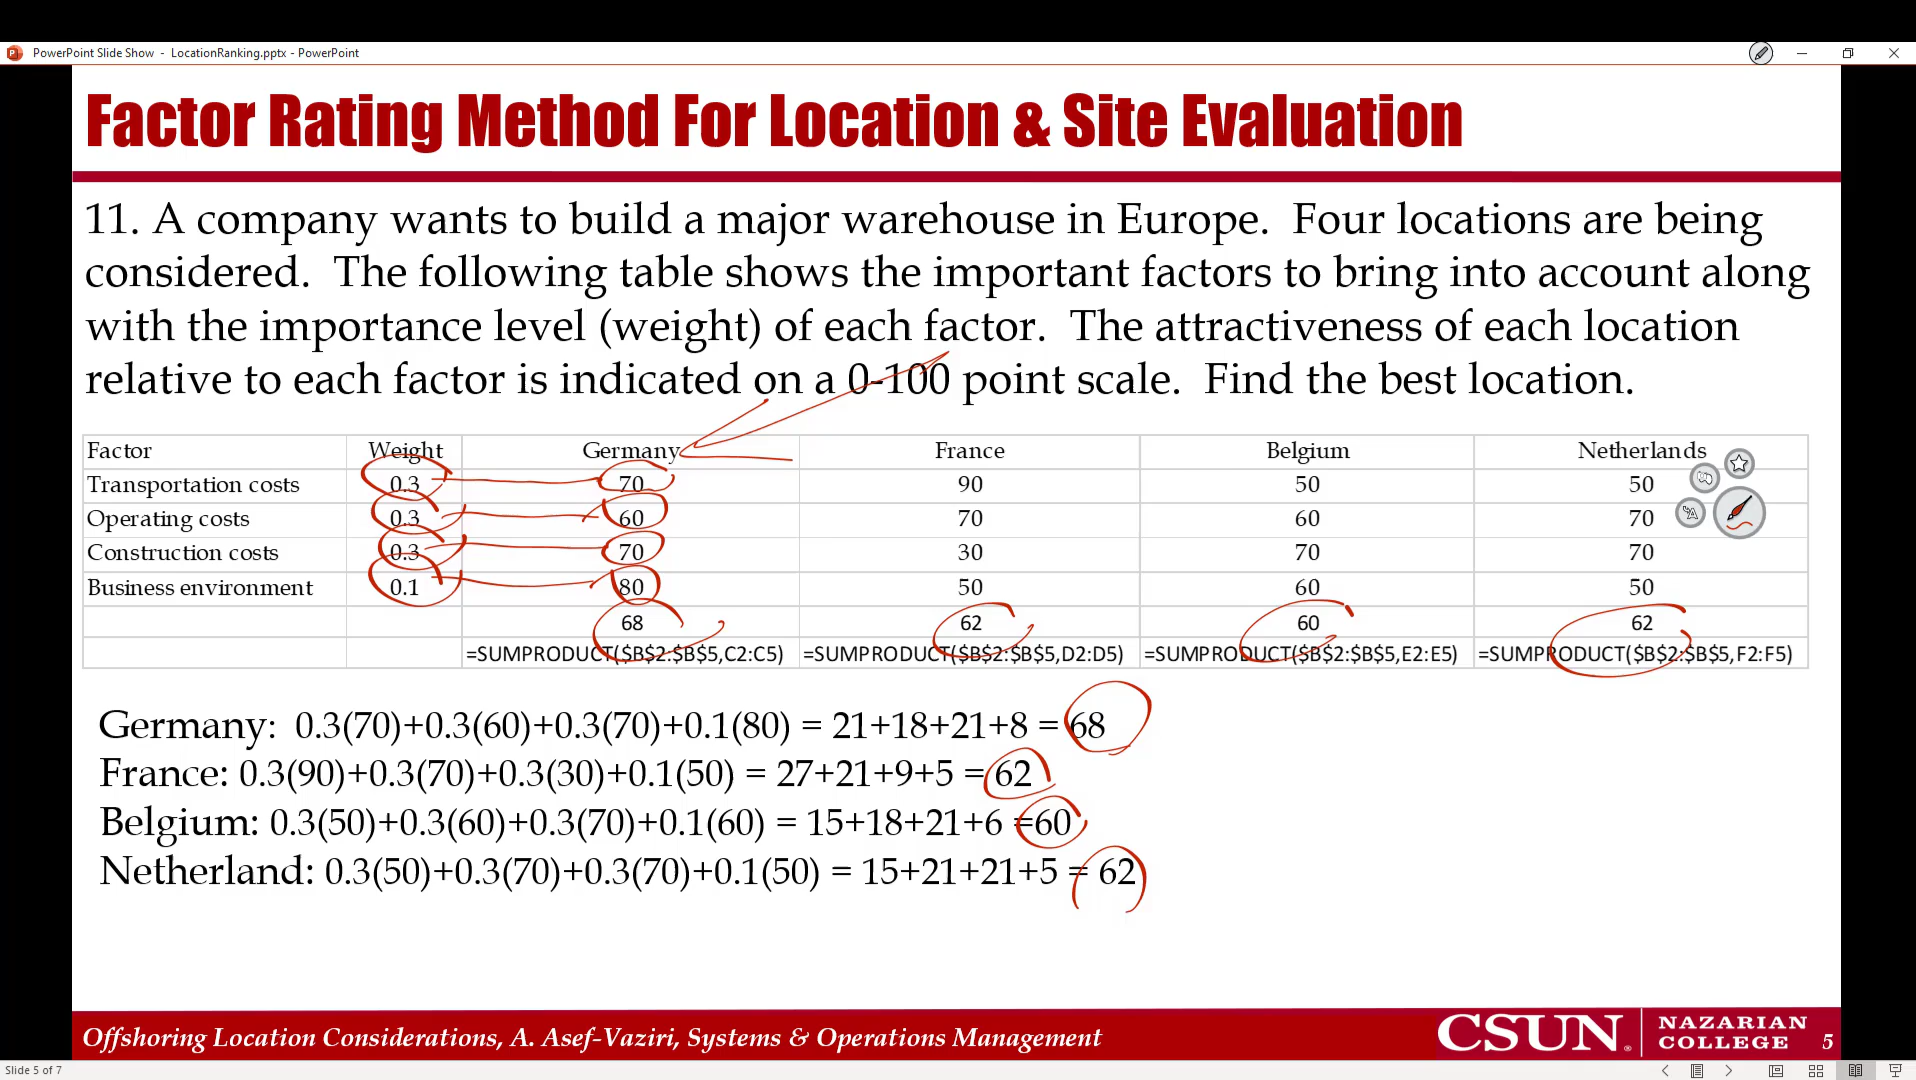 PowerPoint Slide Show - LocationRanking.pptx - PowerPoint
Factor Rating Method For Location & Site Evaluation
11. A company wants to build a major warehouse in Europe. Four locations are being
considered. The following table shows the important factors to bring into account along
with the importance level (weight) of each factor. The attractiveness of each location
relative to each factor is indicated on a 0-100 point scale. Find the best location.
Factor Weight Germany France Belgium Netherlands
Transportation costs 0.3 70 90 50 50
Operating costs 0.3 60 70 60 70
Construction costs 0.3 70 30 70 70
Business environment 0.1 80 50 60 50
68 62 60 62
=SUMPRODUCT($B$2:$B$5,C2:C5) =SUMPRODUCT($B$2:$B$5,D2:D5) =SUMPRODUCT($B$2:$B$5,E2:E5) =SUMPRODUCT($B$2:$B$5,F2:F5)
Germany: 0.3(70)+0.3(60)+0.3(70)+0.1(80) = 21+18+21+8 = 68
France: 0.3(90)+0.3(70)+0.3(30)+0.1(50) = 27+21+9+5 = 62
Belgium: 0.3(50)+0.3(60)+0.3(70)+0.1(60) = 15+18+21+6 =60
Netherland: 0.3(50)+0.3(70)+0.3(70)+0.1(50) = 15+21+21+5 = 62
Offshoring Location Considerations, A. Asef-Vaziri, Systems & Operations Management
CSUN NAZARIAN
COLLEGE 5
Slide 5 of 7